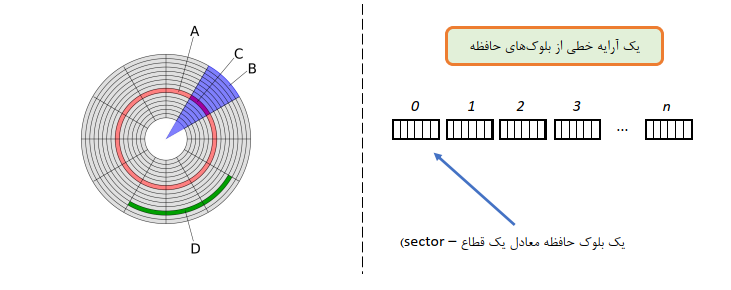 A
C
B
D
یک آرایه خطی از بلوک‌های حافظه
0 1 2 3 ... n
یک بلوک حافظه معادل یک قطاع – sector)